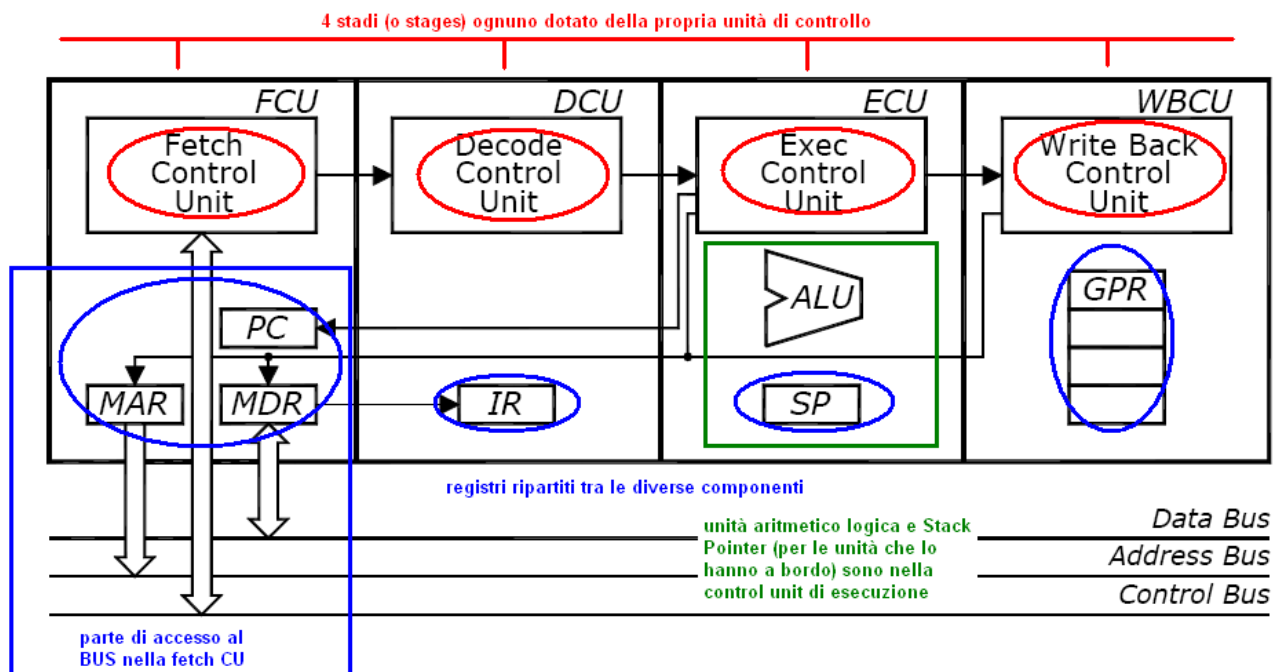 4 stadi (o stages) ognuno dotato della propria unità di controllo
FCU
DCU
ECU
WBCU
Fetch
Control
Unit
Decode
Control
Unit
Exec
Control
Unit
Write Back
Control
Unit
PC
ALU
GPR
MAR
MDR
IR
SP
registri ripartiti tra le diverse componenti
unità aritmetico logica e Stack
Pointer (per le unità che lo
hanno a bordo) sono nella
control unit di esecuzione
Data Bus
Address Bus
Control Bus
parte di accesso al
BUS nella fetch CU